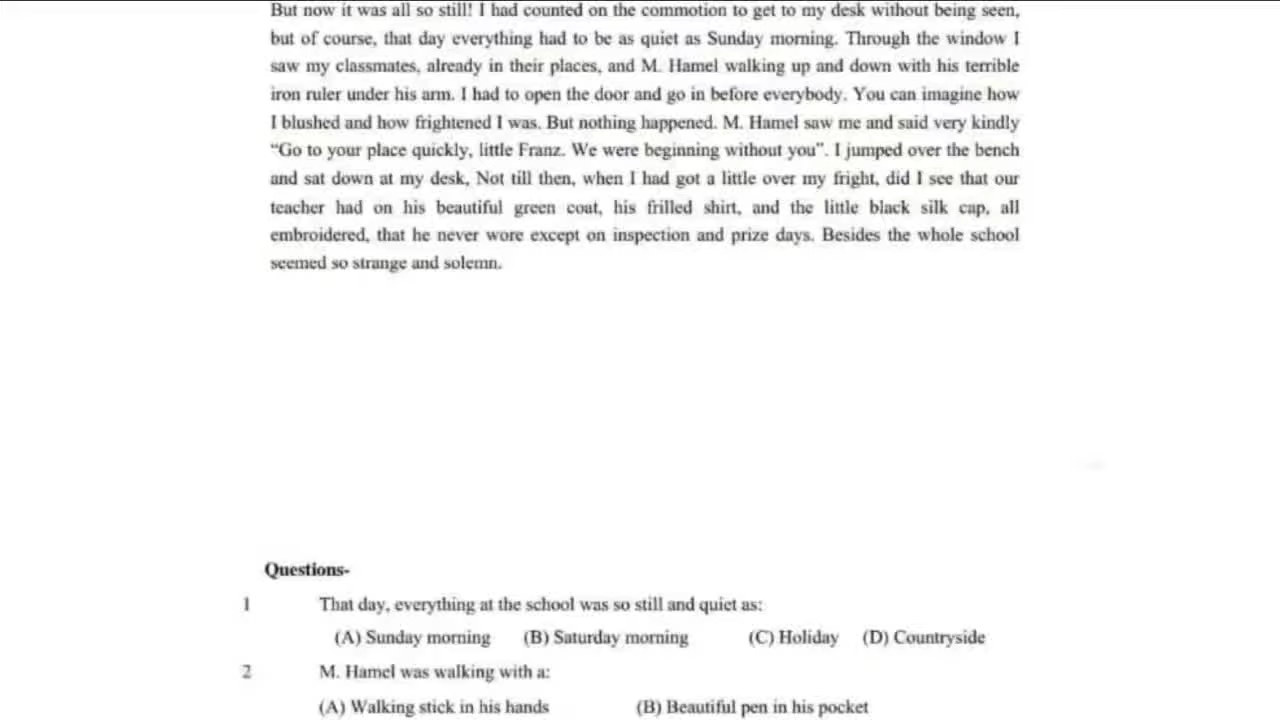 But now it was all so still! I had counted on the commotion to get to my desk without being seen,
but of course, that day everything had to be as quiet as Sunday morning. Through the window I
saw my classmates, already in their places, and M. Hamel walking up and down with his terrible
iron ruler under his arm. I had to open the door and go in before everybody. You can imagine how
I blushed and how frightened I was. But nothing happened. M. Hamel saw me and said very kindly
“Go to your place quickly, little Franz. We were beginning without you”. I jumped over the bench
and sat down at my desk, Not till then, when I had got a little over my fright, did I see that our
teacher had on his beautiful green coat, his frilled shirt, and the little black silk cap, all
embroidered, that he never wore except on inspection and prize days. Besides the whole school
seemed so strange and solemn.
Questions-
1 That day, everything at the school was so still and quiet as:
(A) Sunday morning (B) Saturday morning (C) Holiday (D) Countryside
2 M. Hamel was walking with a:
(A) Walking stick in his hands (B) Beautiful pen in his pocket